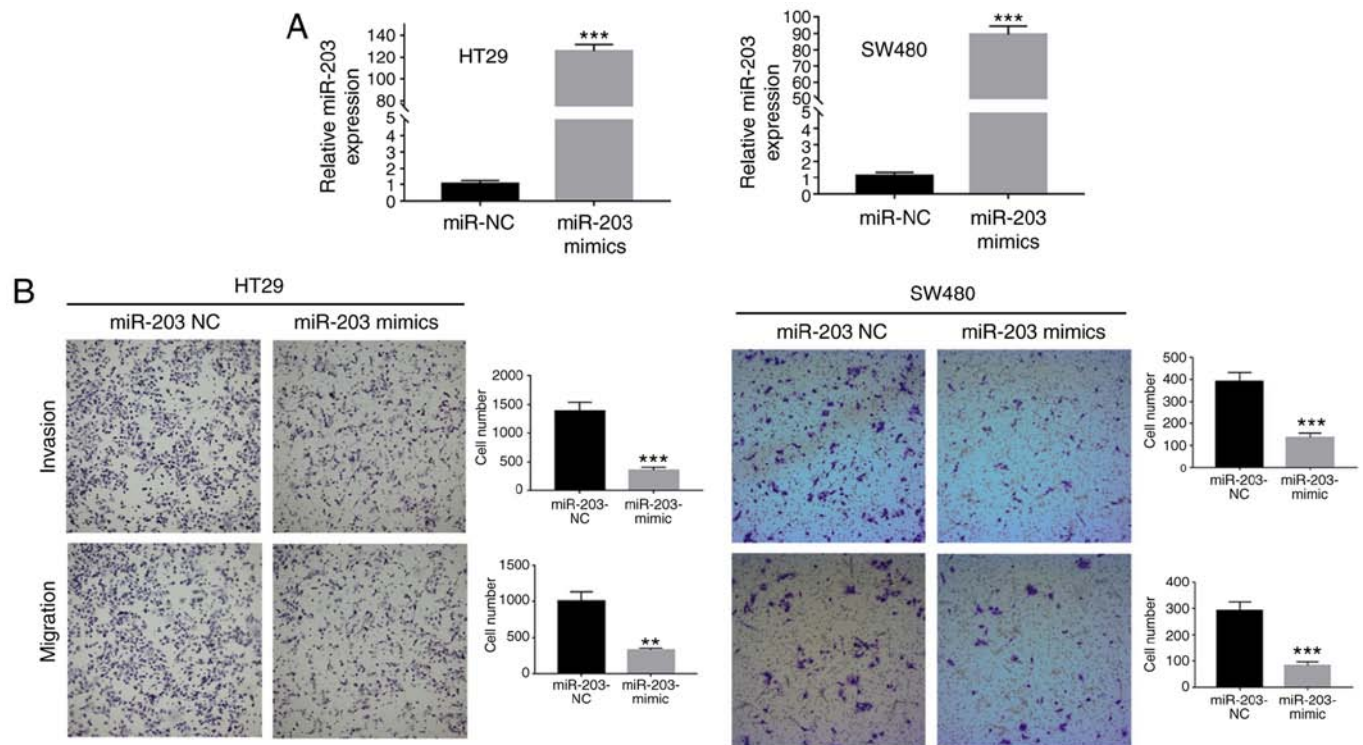 A
Relative miR-203
expression
140
120
100
80
5
4
3
2
1
0
HT29
***
miR-NC
miR-203
mimics
Relative miR-203
expression
100
90
80
70
60
50
5
4
3
2
1
0
SW480
***
miR-NC
miR-203
mimics
B
HT29
miR-203 NC
miR-203 mimics
SW480
miR-203 NC
miR-203 mimics
Invasion
Cell number
2000
1500
1000
500
0
***
miR-203-
NC
miR-203-
mimic
Cell number
500
400
300
200
100
0
***
miR-203-
NC
miR-203-
mimic
Migration
Cell number
1500
1000
500
0
**
miR-203-
NC
miR-203-
mimic
Cell number
400
300
200
100
0
***
miR-203-
NC
miR-203-
mimic